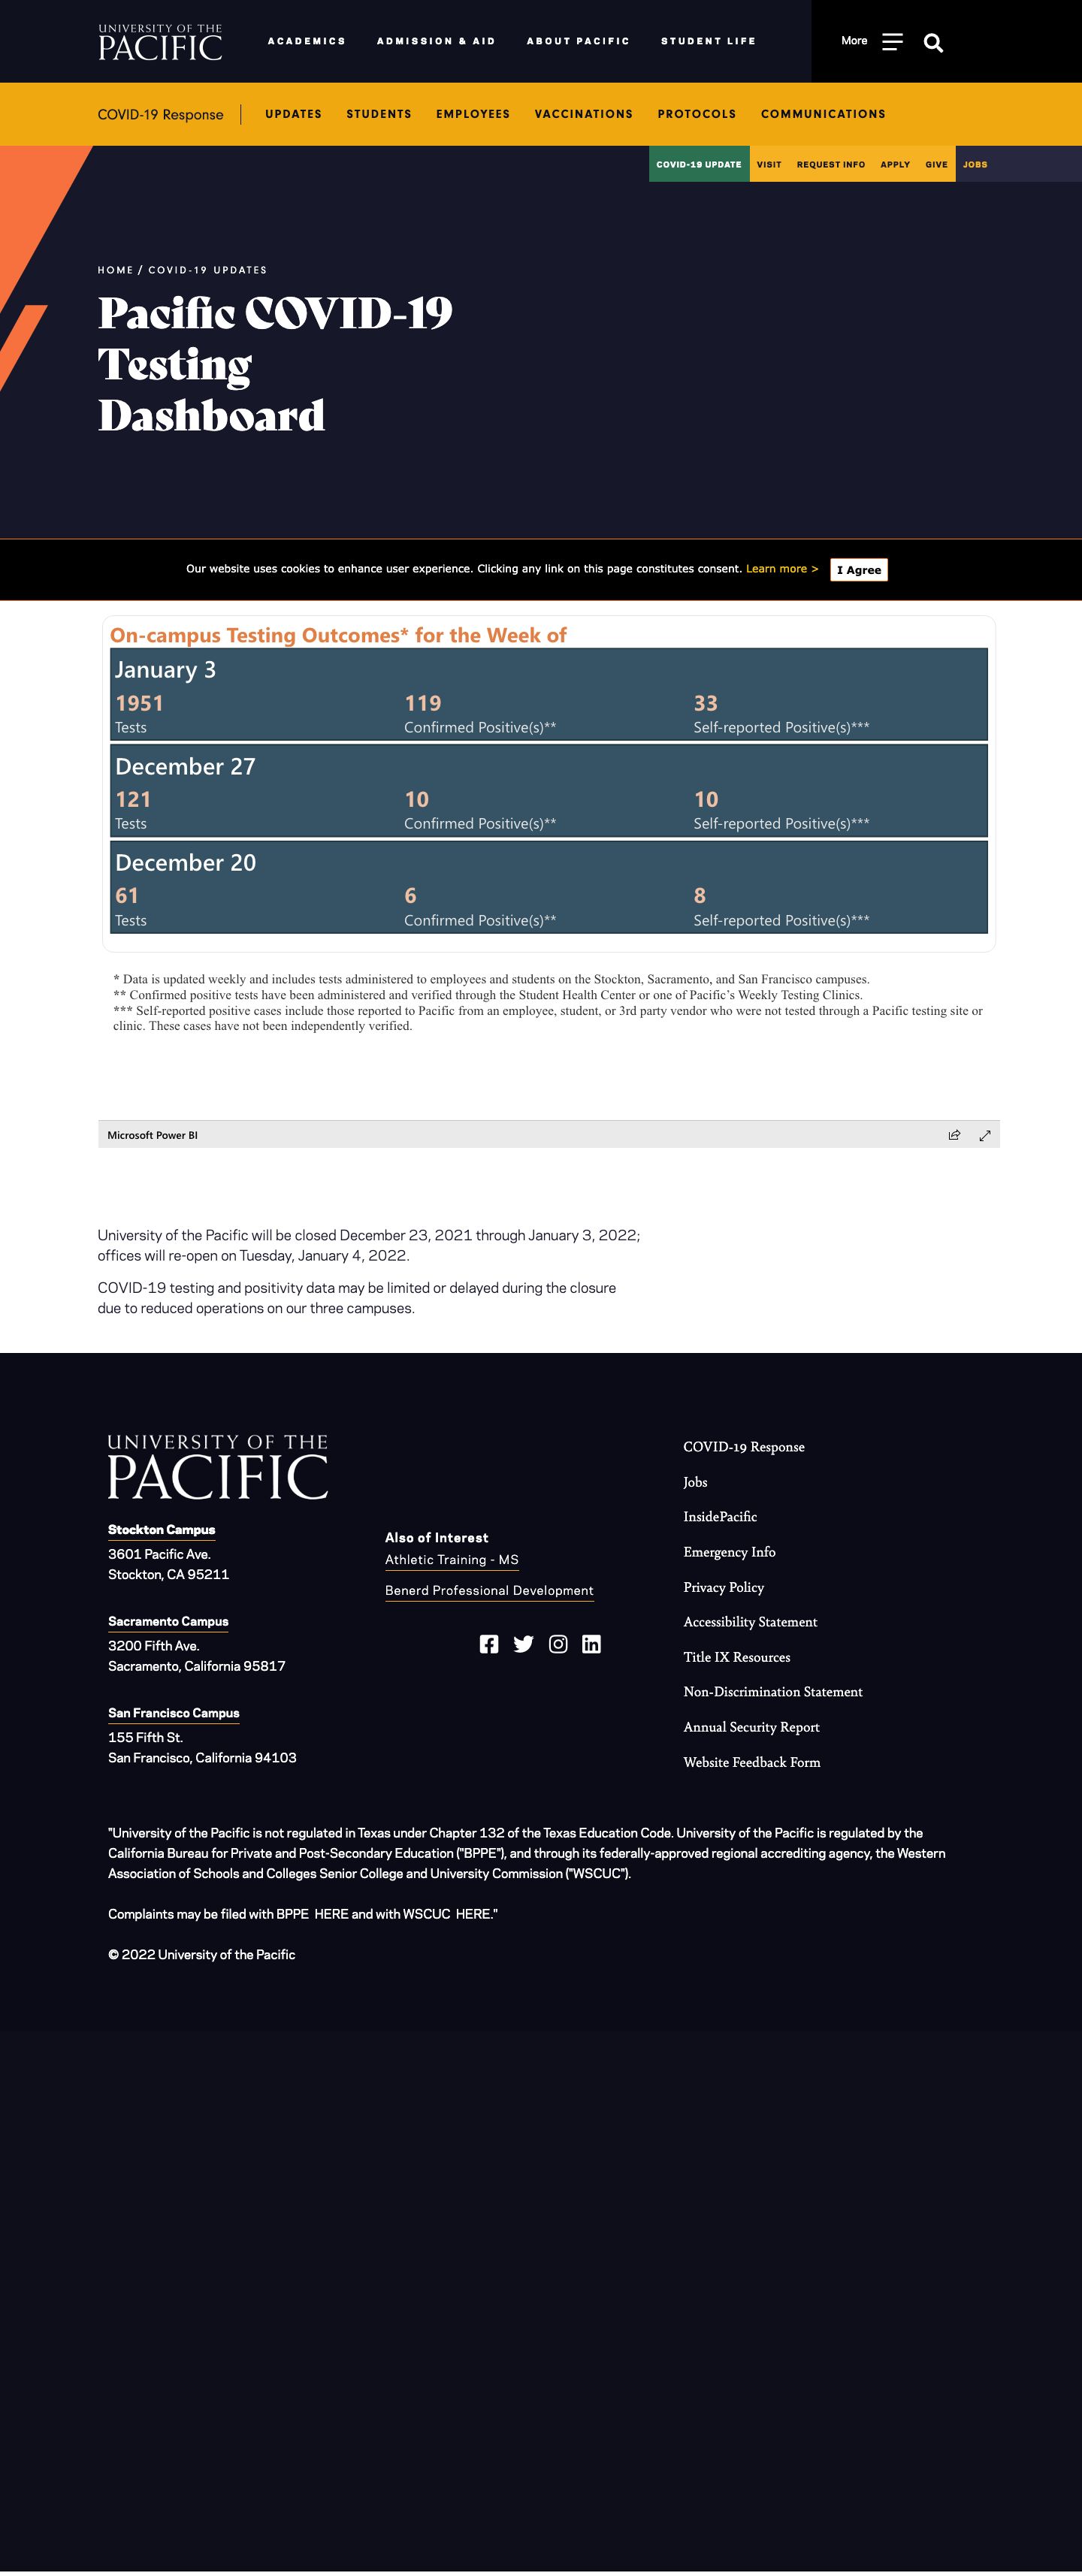 UNIVERSITY OF THE
PACIFIC
ACADEMICS
ADMISSION & AID
ABOUT PACIFIC
STUDENT LIFE
More
COVID-19 Response
UPDATES
STUDENTS
EMPLOYEES
VACCINATIONS
PROTOCOLS
COMMUNICATIONS
COVID-19 UPDATE
VISIT
REQUEST INFO
APPLY
GIVE
JOBS
HOME / COVID-19 UPDATES
Pacific COVID-19
Testing
Dashboard
Our website uses cookies to enhance user experience. Clicking any link on this page constitutes consent. Learn more >
I Agree
On-campus Testing Outcomes* for the Week of
January 3
1951 119 33
Tests Confirmed Positive(s)** Self-reported Positive(s)***
December 27
121 10 10
Tests Confirmed Positive(s)** Self-reported Positive(s)***
December 20
61 6 8
Tests Confirmed Positive(s)** Self-reported Positive(s)***
* Data is updated weekly and includes tests administered to employees and students on the Stockton, Sacramento, and San Francisco campuses.
** Confirmed positive tests have been administered and verified through the Student Health Center or one of Pacific’s Weekly Testing Clinics.
*** Self-reported positive cases include those reported to Pacific from an employee, student, or 3rd party vendor who were not tested through a Pacific testing site or
clinic. These cases have not been independently verified.
Microsoft Power BI
University of the Pacific will be closed December 23, 2021 through January 3, 2022;
offices will re-open on Tuesday, January 4, 2022.
COVID-19 testing and positivity data may be limited or delayed during the closure
due to reduced operations on our three campuses.
UNIVERSITY OF THE
PACIFIC
Stockton Campus
3601 Pacific Ave.
Stockton, CA 95211
Sacramento Campus
3200 Fifth Ave.
Sacramento, California 95817
San Francisco Campus
155 Fifth St.
San Francisco, California 94103
Also of Interest
Athletic Training - MS
Benerd Professional Development
COVID-19 Response
Jobs
InsidePacific
Emergency Info
Privacy Policy
Accessibility Statement
Title IX Resources
Non-Discrimination Statement
Annual Security Report
Website Feedback Form
"University of the Pacific is not regulated in Texas under Chapter 132 of the Texas Education Code. University of the Pacific is regulated by the
California Bureau for Private and Post-Secondary Education ("BPPE"), and through its federally-approved regional accrediting agency, the Western
Association of Schools and Colleges Senior College and University Commission ("WSCUC").
Complaints may be filed with BPPE HERE and with WSCUC HERE."
© 2022 University of the Pacific